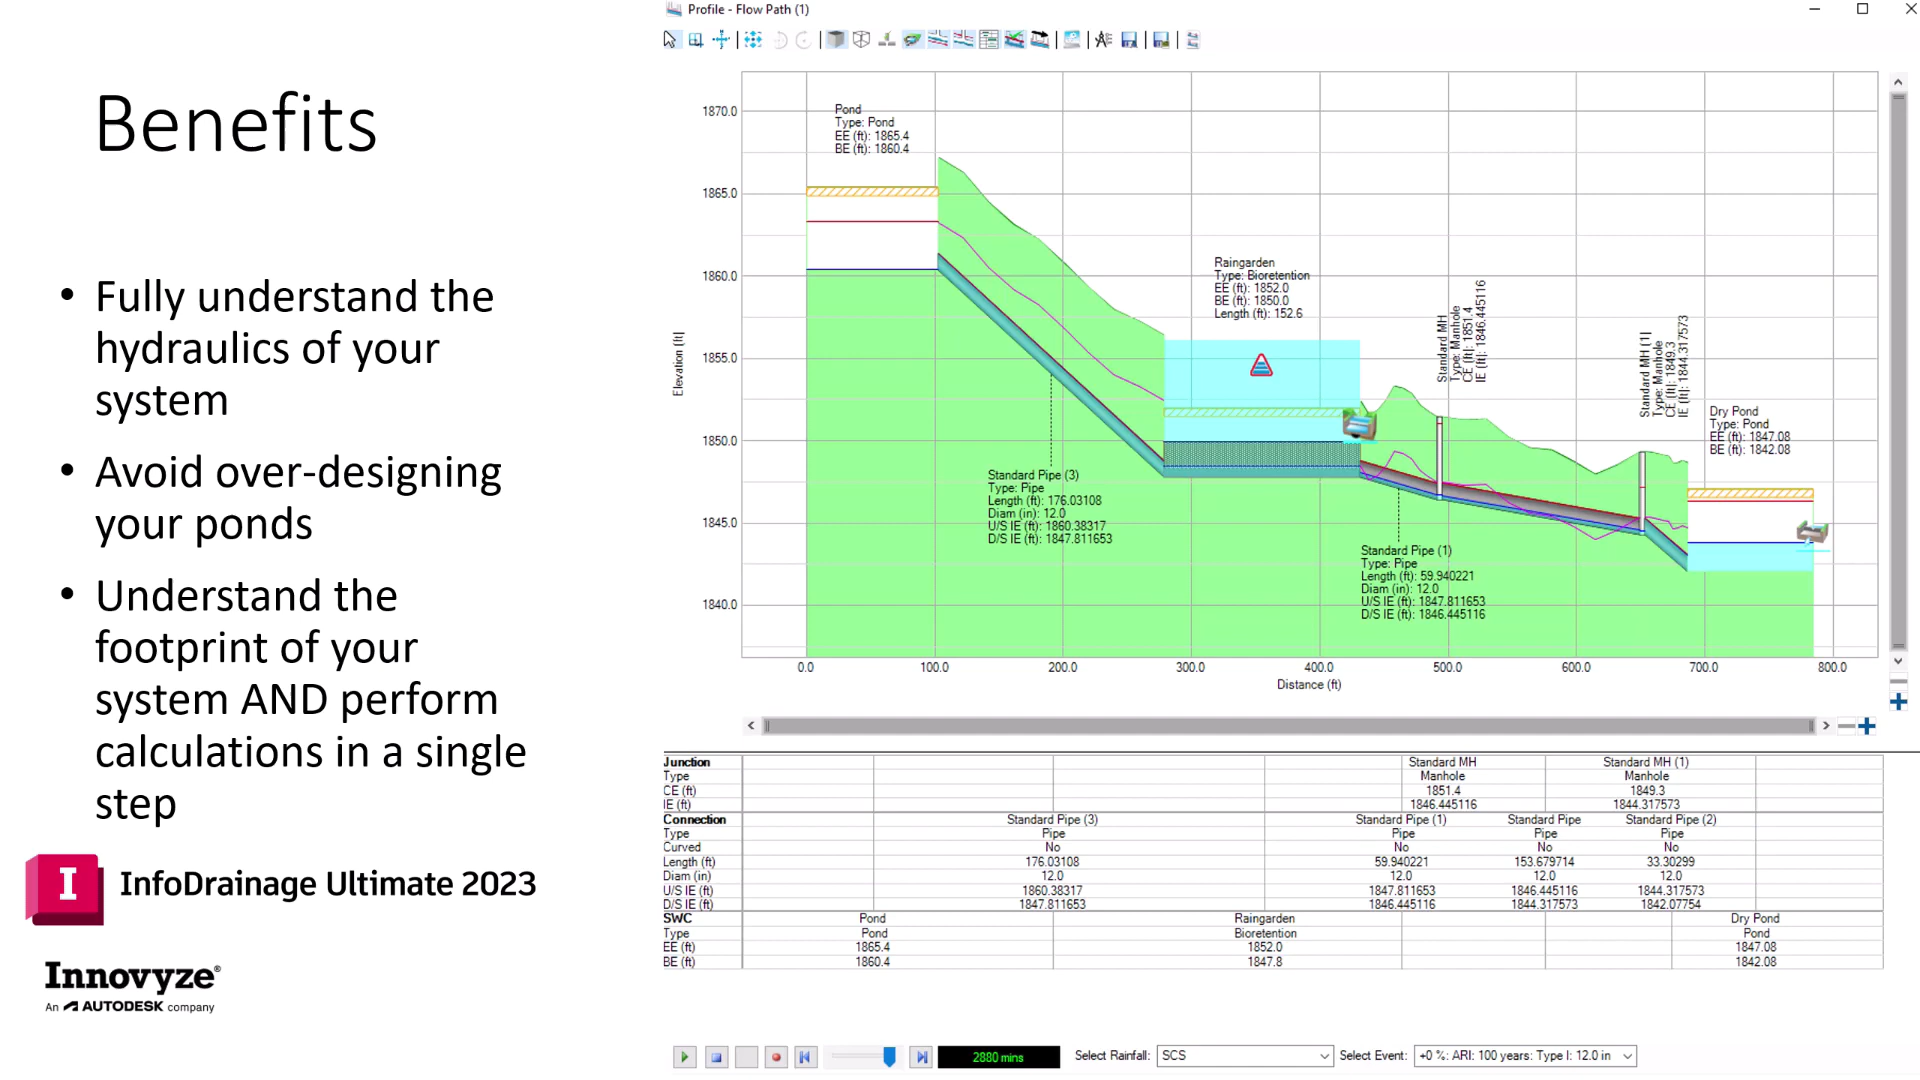 Benefits
• Fully understand the
hydraulics of your
system
• Avoid over-designing
your ponds
• Understand the
footprint of your
system AND perform
calculations in a single
step
I
InfoDrainage Ultimate 2023
Innovyze®
An AUTODESK company
Profile - Flow Path (1)
Elevation [ft]
1870.0
1865.0
1860.0
1855.0
1850.0
1845.0
1840.0
Pond
Type: Pond
EE (ft): 1865.4
BE (ft): 1860.4
Raingarden
Type: Bioretention
EE (ft): 1852.0
BE (ft): 1850.0
Length (ft): 152.6
Standard MH
Type: Manhole
CE [ft]: 1851.4
IE [ft]: 1846.445116
Standard MH [1]
Type: Manhole
CE [ft]: 1849.3
IE [ft]: 1844.317573
Dry Pond
Type: Pond
EE (ft): 1847.08
BE (ft): 1842.08
Standard Pipe (3)
Type: Pipe
Length (ft): 176.03108
Diam (in): 12.0
U/S IE (ft): 1860.38317
D/S IE (ft): 1847.811653
Standard Pipe (1)
Type: Pipe
Length (ft): 59.940221
Diam (in): 12.0
U/S IE (ft): 1847.811653
D/S IE (ft): 1846.445116
0.0 100.0 200.0 300.0 400.0 500.0 600.0 700.0 800.0
Distance (ft)
Junction Standard MH Standard MH (1)
Type Manhole Manhole
CE (ft) 1851.4 1849.3
IE (ft) 1846.445116 1844.317573
Connection Standard Pipe (3) Standard Pipe (1) Standard Pipe Standard Pipe (2)
Type Pipe Pipe Pipe Pipe
Curved No No No No
Length (ft) 176.03108 59.940221 153.679714 33.30299
Diam (in) 12.0 12.0 12.0 12.0
U/S IE (ft) 1860.38317 1847.811653 1846.445116 1844.317573
D/S IE (ft) 1847.811653 1846.445116 1844.317573 1842.07754
SWC Pond Raingarden Dry Pond
Type Pond Bioretention Pond
EE (ft) 1865.4 1852.0 1847.08
BE (ft) 1860.4 1847.8 1842.08
2880 mins Select Rainfall: SCS Select Event: +0 %: ARI: 100 years: Type I: 12.0 in